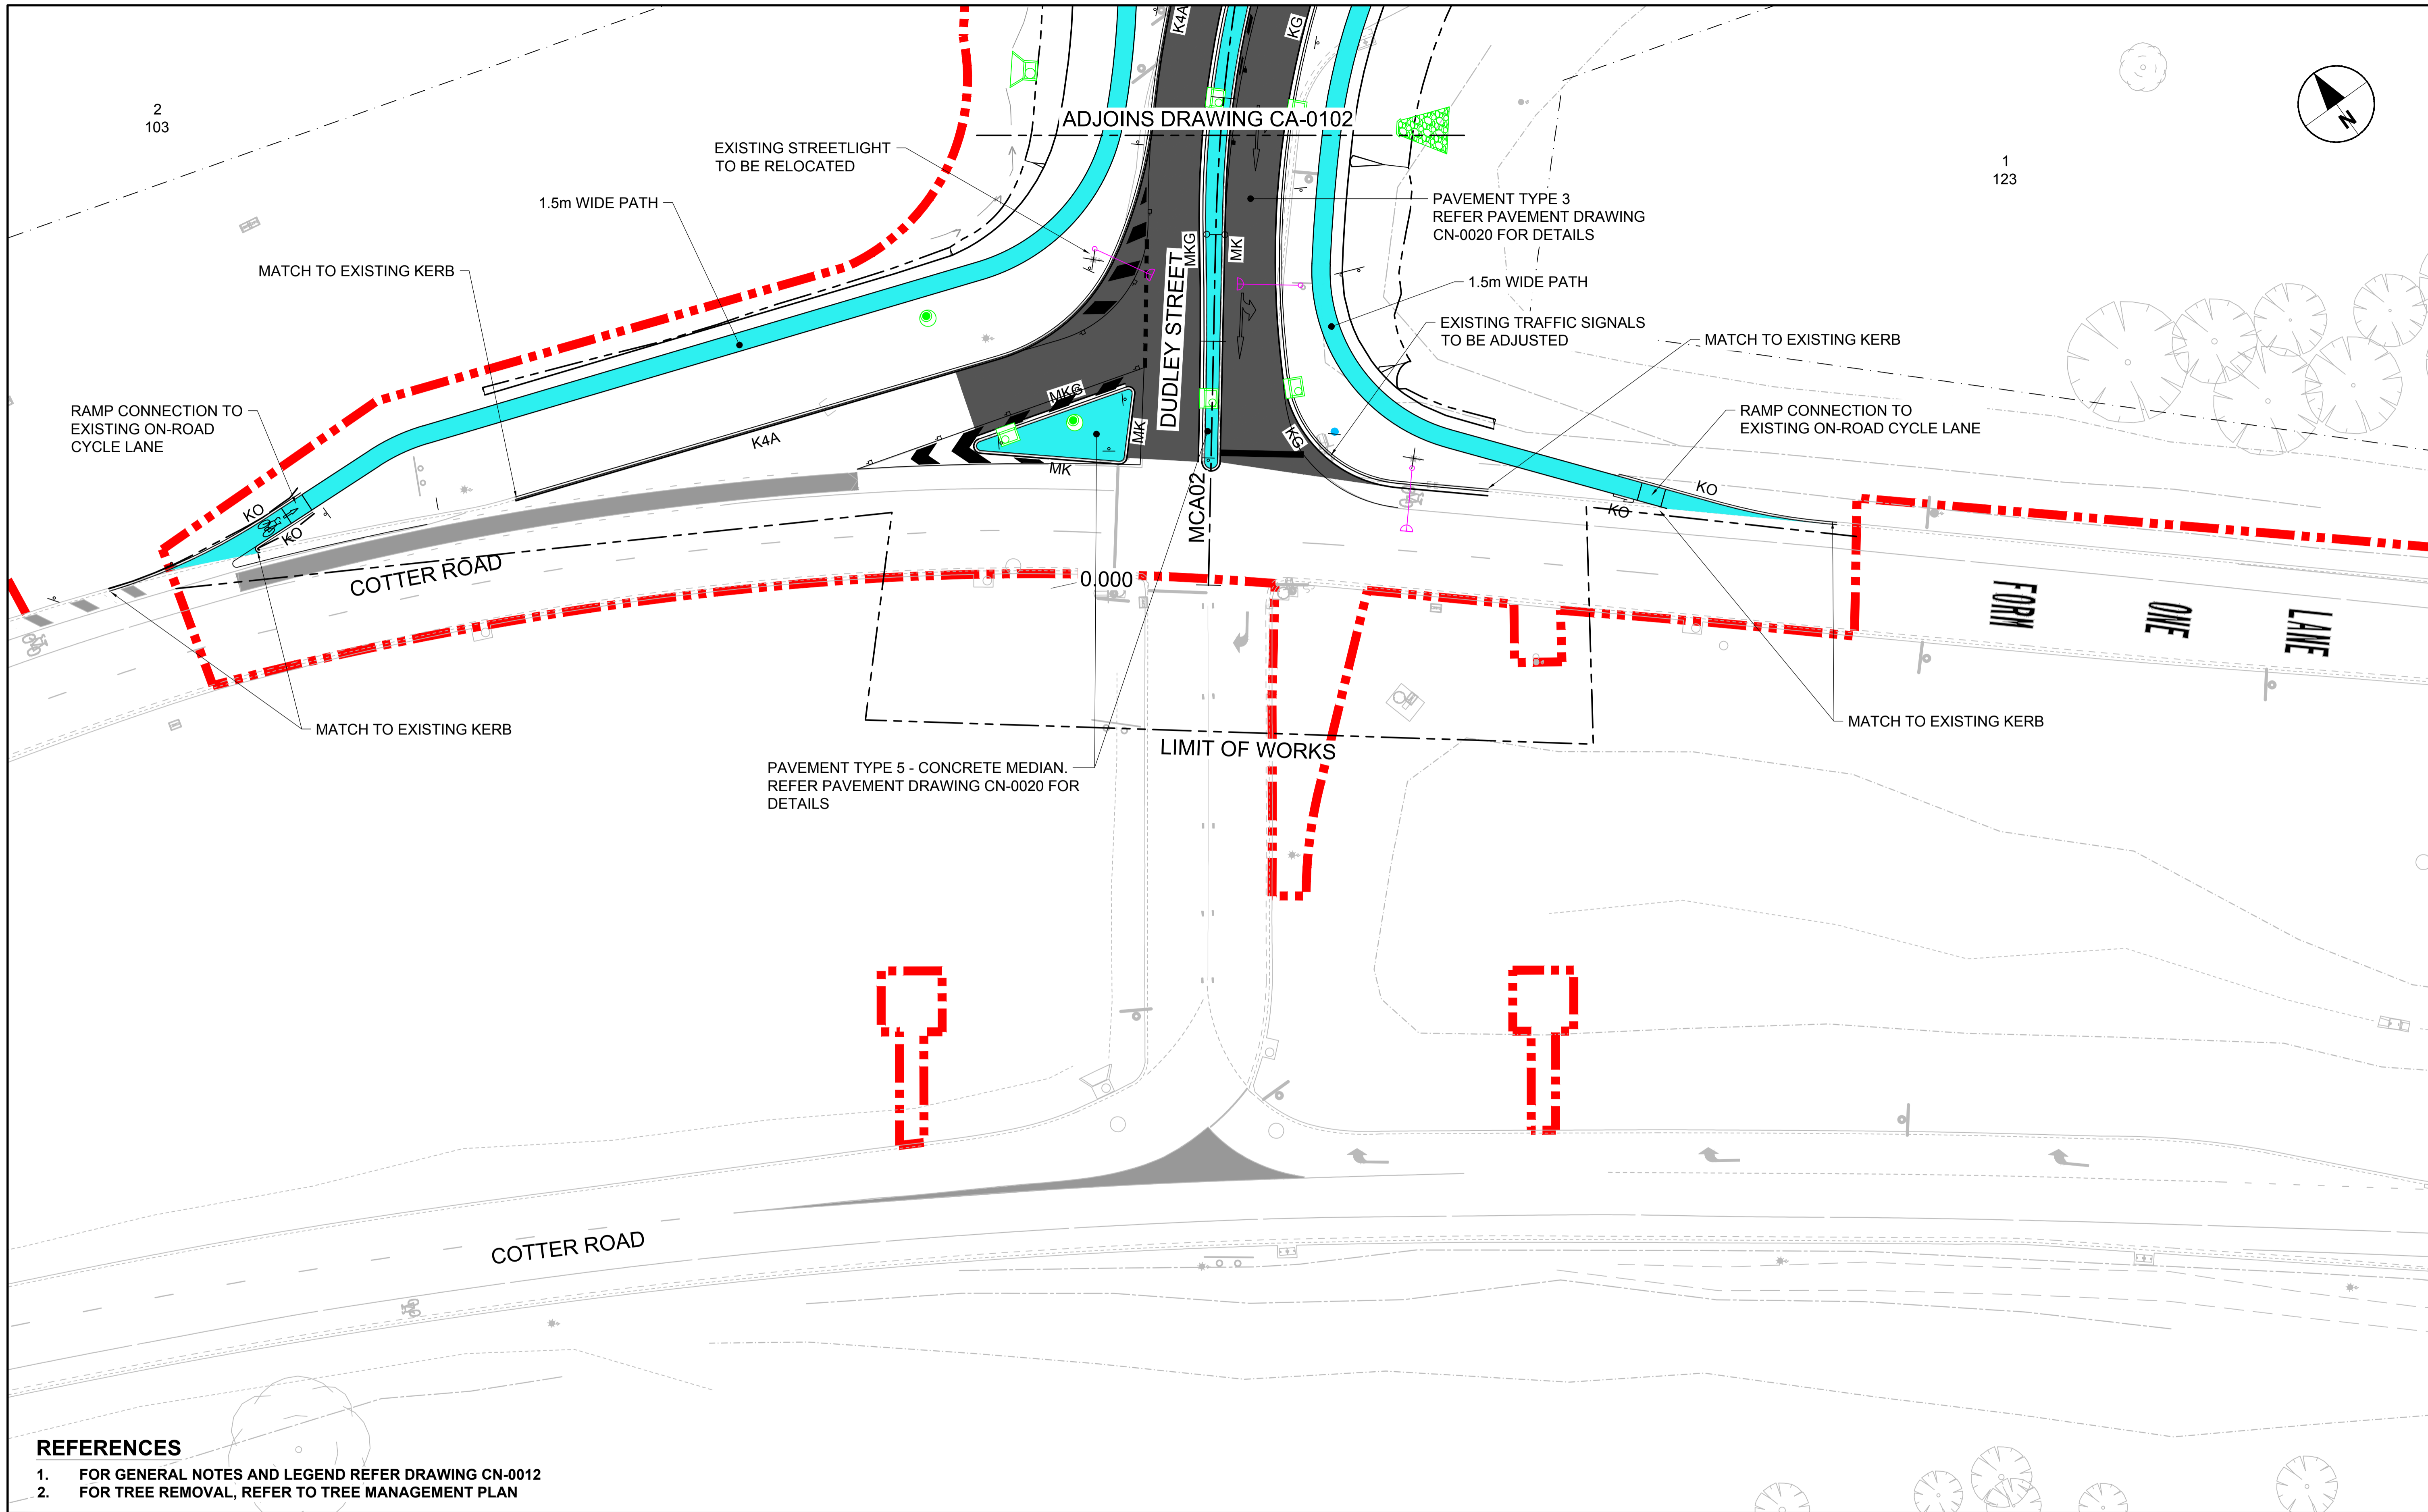 K4A
KG
2
103
ADJOINS DRAWING CA-0102
N
EXISTING STREETLIGHT
TO BE RELOCATED
1
123
1.5m WIDE PATH
PAVEMENT TYPE 3
REFER PAVEMENT DRAWING
CN-0020 FOR DETAILS
MATCH TO EXISTING KERB
DUDLEY STREET
MKG
MK
1.5m WIDE PATH
EXISTING TRAFFIC SIGNALS
TO BE ADJUSTED
MATCH TO EXISTING KERB
RAMP CONNECTION TO
EXISTING ON-ROAD
CYCLE LANE
MKG
K4A
MK
MK
KG
RAMP CONNECTION TO
EXISTING ON-ROAD CYCLE LANE
KO
KO
KO
KO
MCA02
COTTER ROAD
0.000
FORM
ONE
LANE
MATCH TO EXISTING KERB
MATCH TO EXISTING KERB
LIMIT OF WORKS
PAVEMENT TYPE 5 - CONCRETE MEDIAN.
REFER PAVEMENT DRAWING CN-0020 FOR
DETAILS
COTTER ROAD
REFERENCES
1. FOR GENERAL NOTES AND LEGEND REFER DRAWING CN-0012
2. FOR TREE REMOVAL, REFER TO TREE MANAGEMENT PLAN